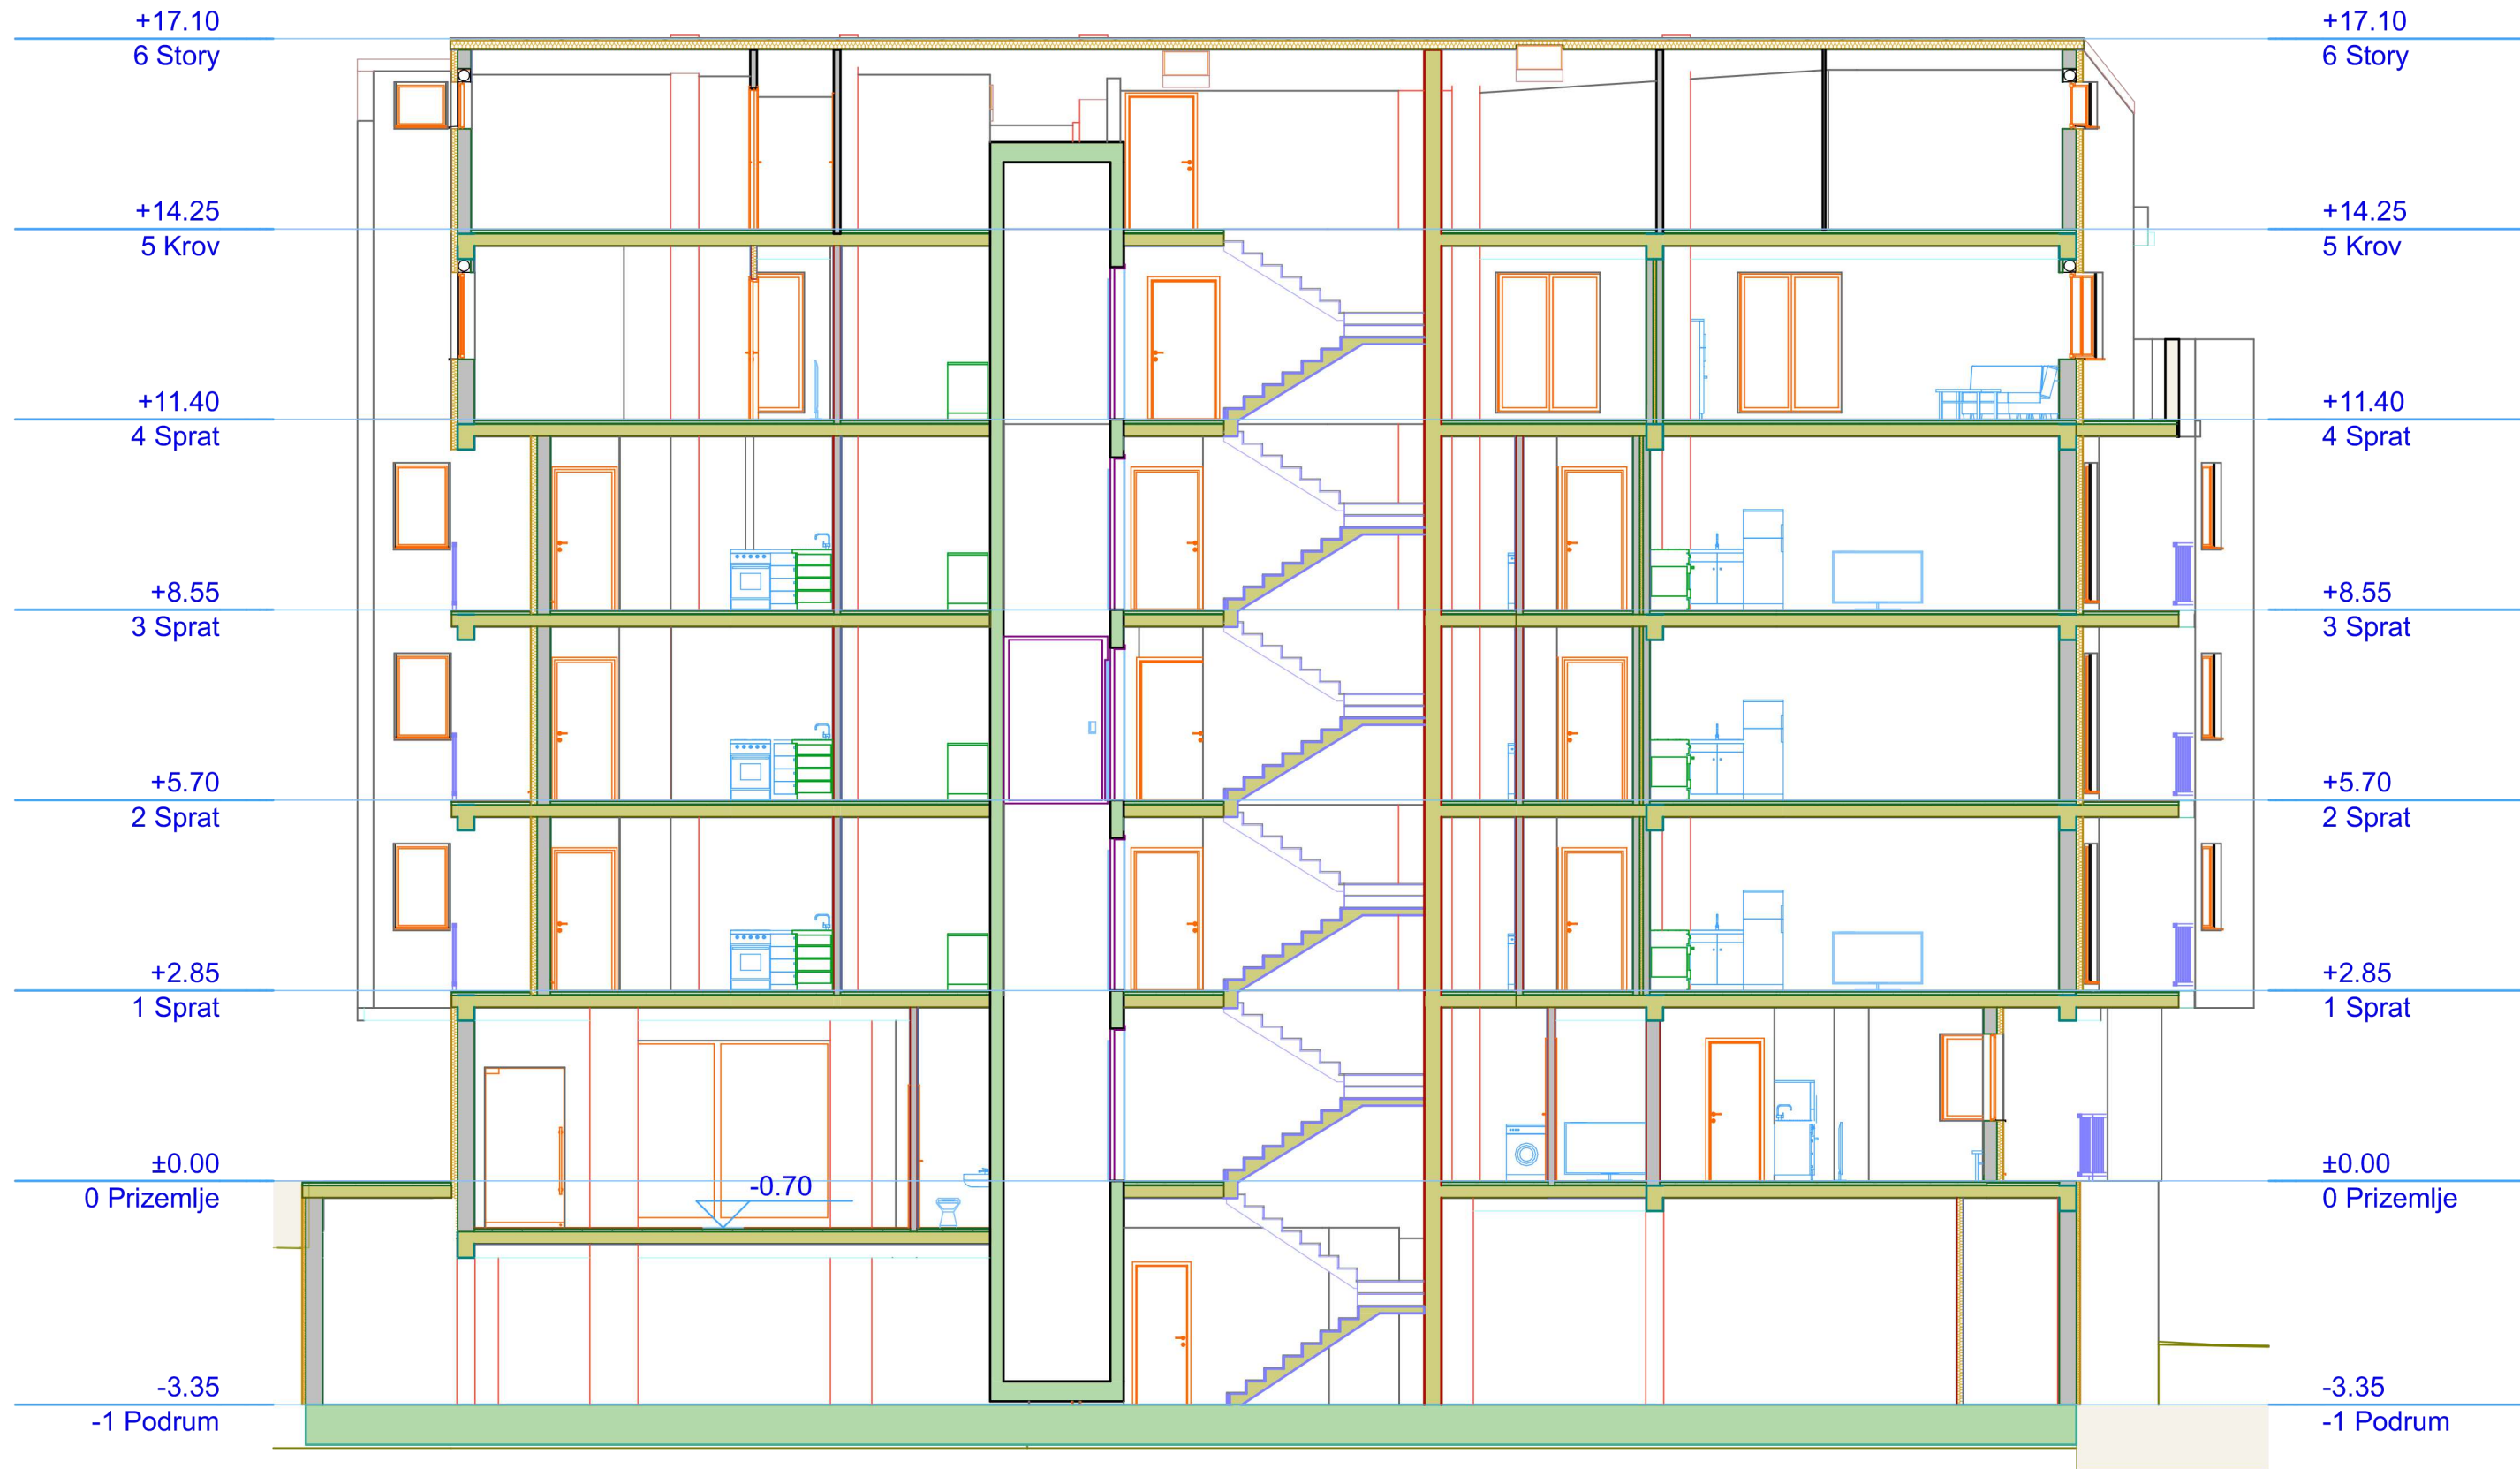 +17.10
6 Story
+17.10
6 Story
+14.25
5 Krov
+14.25
5 Krov
+11.40
4 Sprat
+11.40
4 Sprat
+8.55
3 Sprat
+8.55
3 Sprat
+5.70
2 Sprat
+5.70
2 Sprat
+2.85
1 Sprat
+2.85
1 Sprat
±0.00
0 Prizemlje
-0.70
±0.00
0 Prizemlje
-3.35
-1 Podrum
-3.35
-1 Podrum